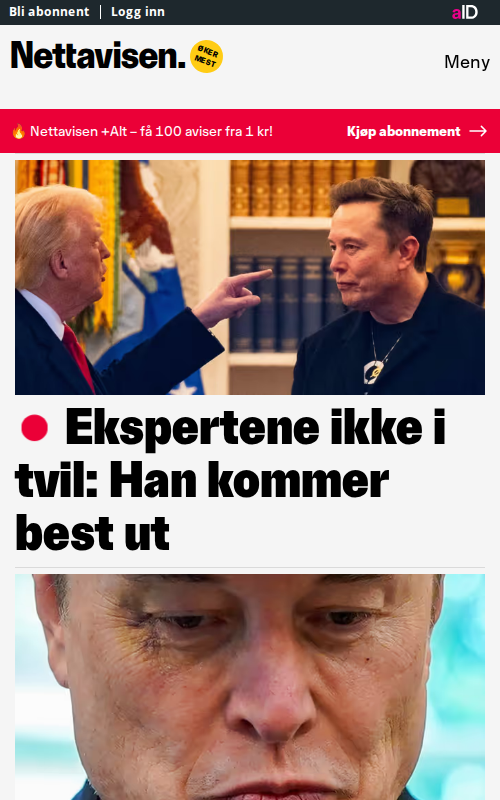 Bli abonnent | Logg inn
aID
Nettavisen.
ØKER
MEST
Meny
🔥 Nettavisen +Alt – få 100 aviser fra 1 kr!
Kjøp abonnement →
Ekspertene ikke i
tvil: Han kommer
best ut